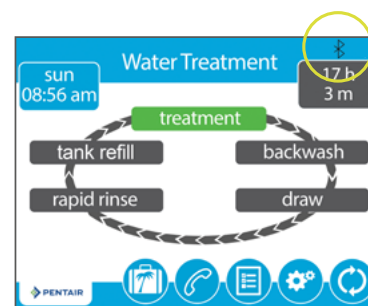 Water Treatment
sun
08:56 am
17 h
3 m
treatment
tank refill
backwash
rapid rinse
draw
PENTAIR